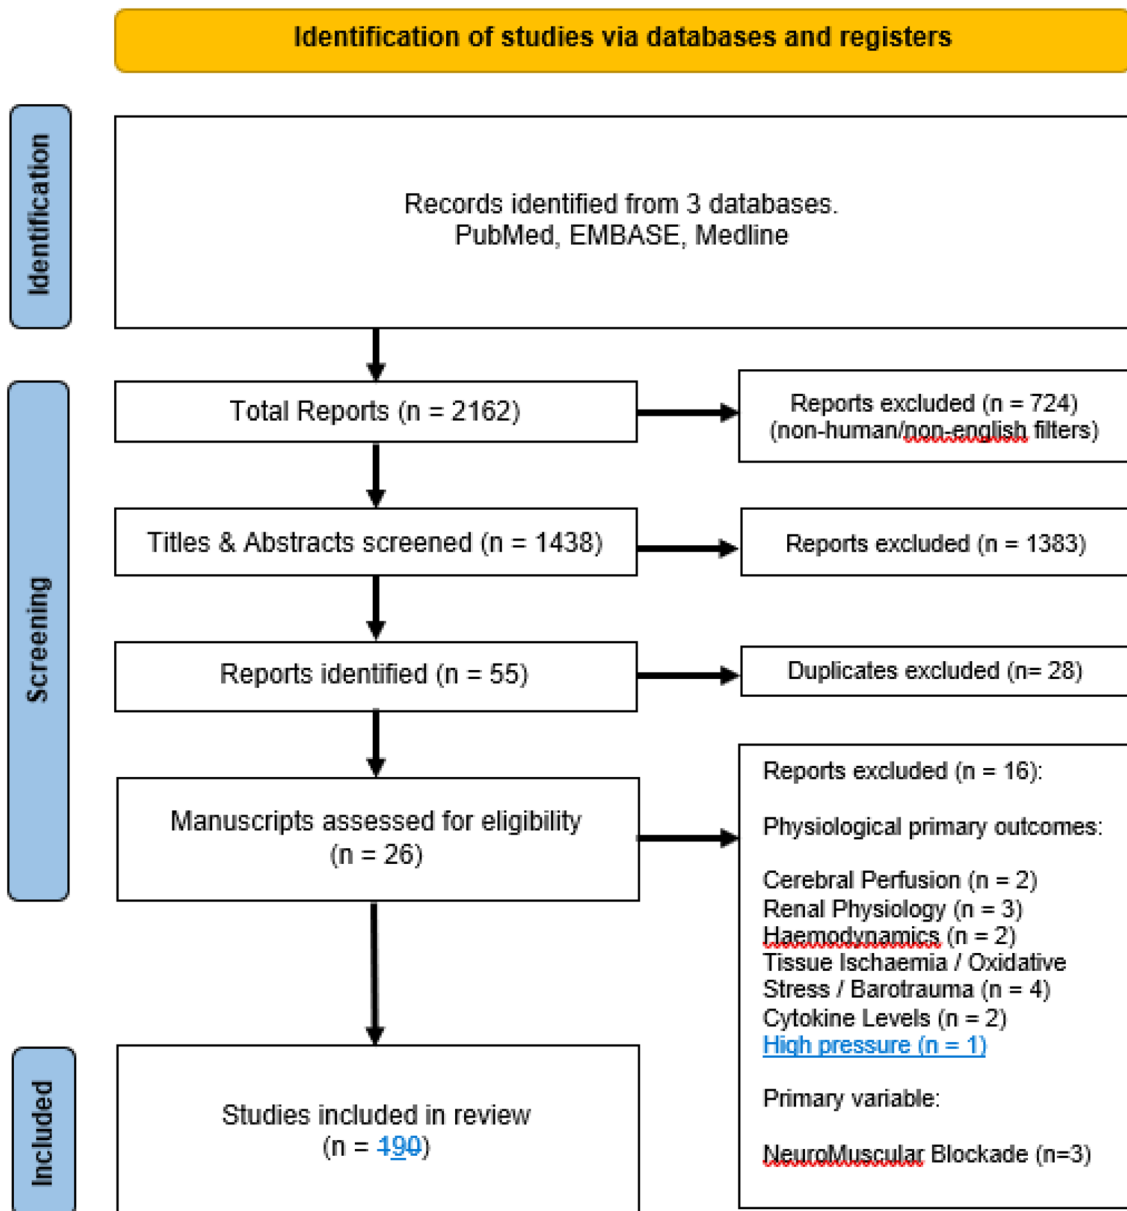 Identification of studies via databases and registers
Identification
Records identified from 3 databases.
PubMed, EMBASE, Medline
Screening
Total Reports (n = 2162)
Reports excluded (n = 724)
(non-human/non-english filters)
Titles & Abstracts screened (n = 1438)
Reports excluded (n = 1383)
Reports identified (n = 55)
Duplicates excluded (n= 28)
Manuscripts assessed for eligibility
(n = 26)
Reports excluded (n = 16):
Physiological primary outcomes:
Cerebral Perfusion (n = 2)
Renal Physiology (n = 3)
Haemodynamics (n = 2)
Tissue Ischaemia / Oxidative
Stress / Barotrauma (n = 4)
Cytokine Levels (n = 2)
High pressure (n = 1)
Primary variable:
NeuroMuscular Blockade (n=3)
Included
Studies included in review
(n = 190)